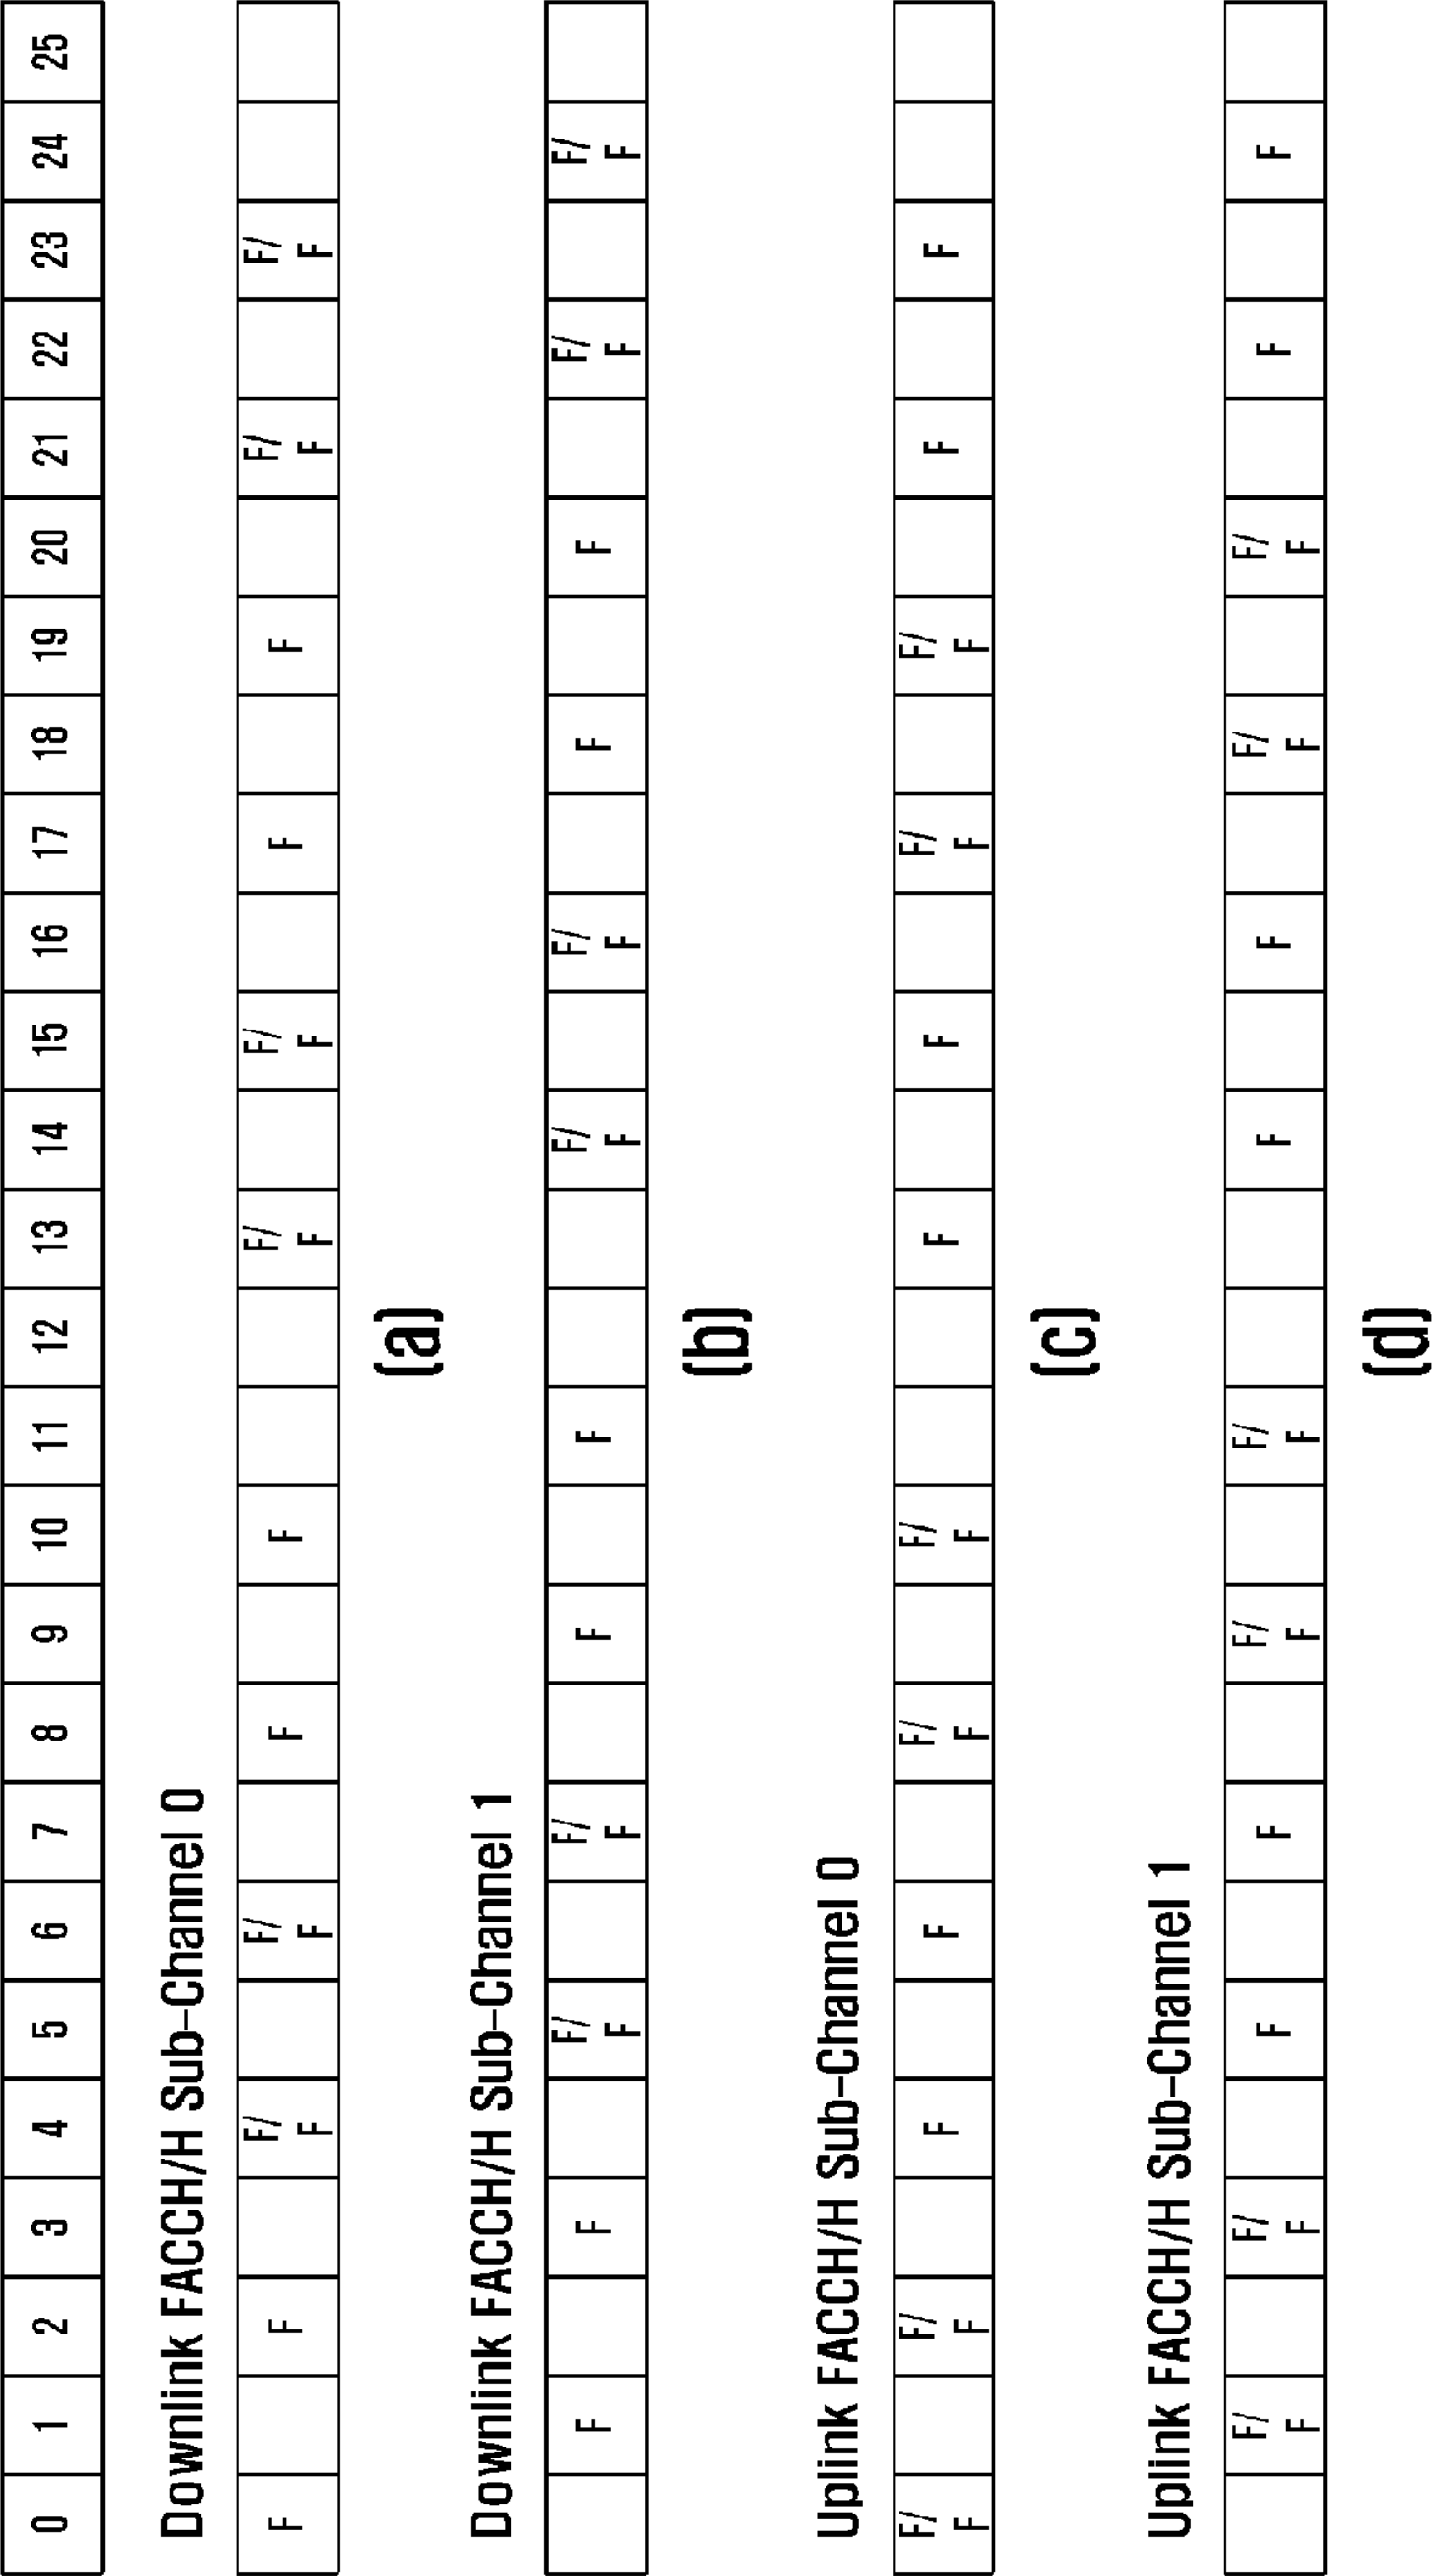 0 1 2 3 4 5 6 7 8 9 10 11 12 13 14 15 16 17 18 19 20 21 22 23 24 25
Downlink FACCH/H Sub-Channel 0
F F F/ F F/ F F F F/ F F/ F F F F/ F F/ F
(a)
Downlink FACCH/H Sub-Channel 1
F F F/ F F/ F F F F/ F F/ F F F F/ F F/ F
(b)
Uplink FACCH/H Sub-Channel 0
F/ F F/ F F F F/ F F/ F F F F/ F F/ F F F
(c)
Uplink FACCH/H Sub-Channel 1
F/ F F/ F F F F/ F F/ F F F F/ F F/ F F F
(d)